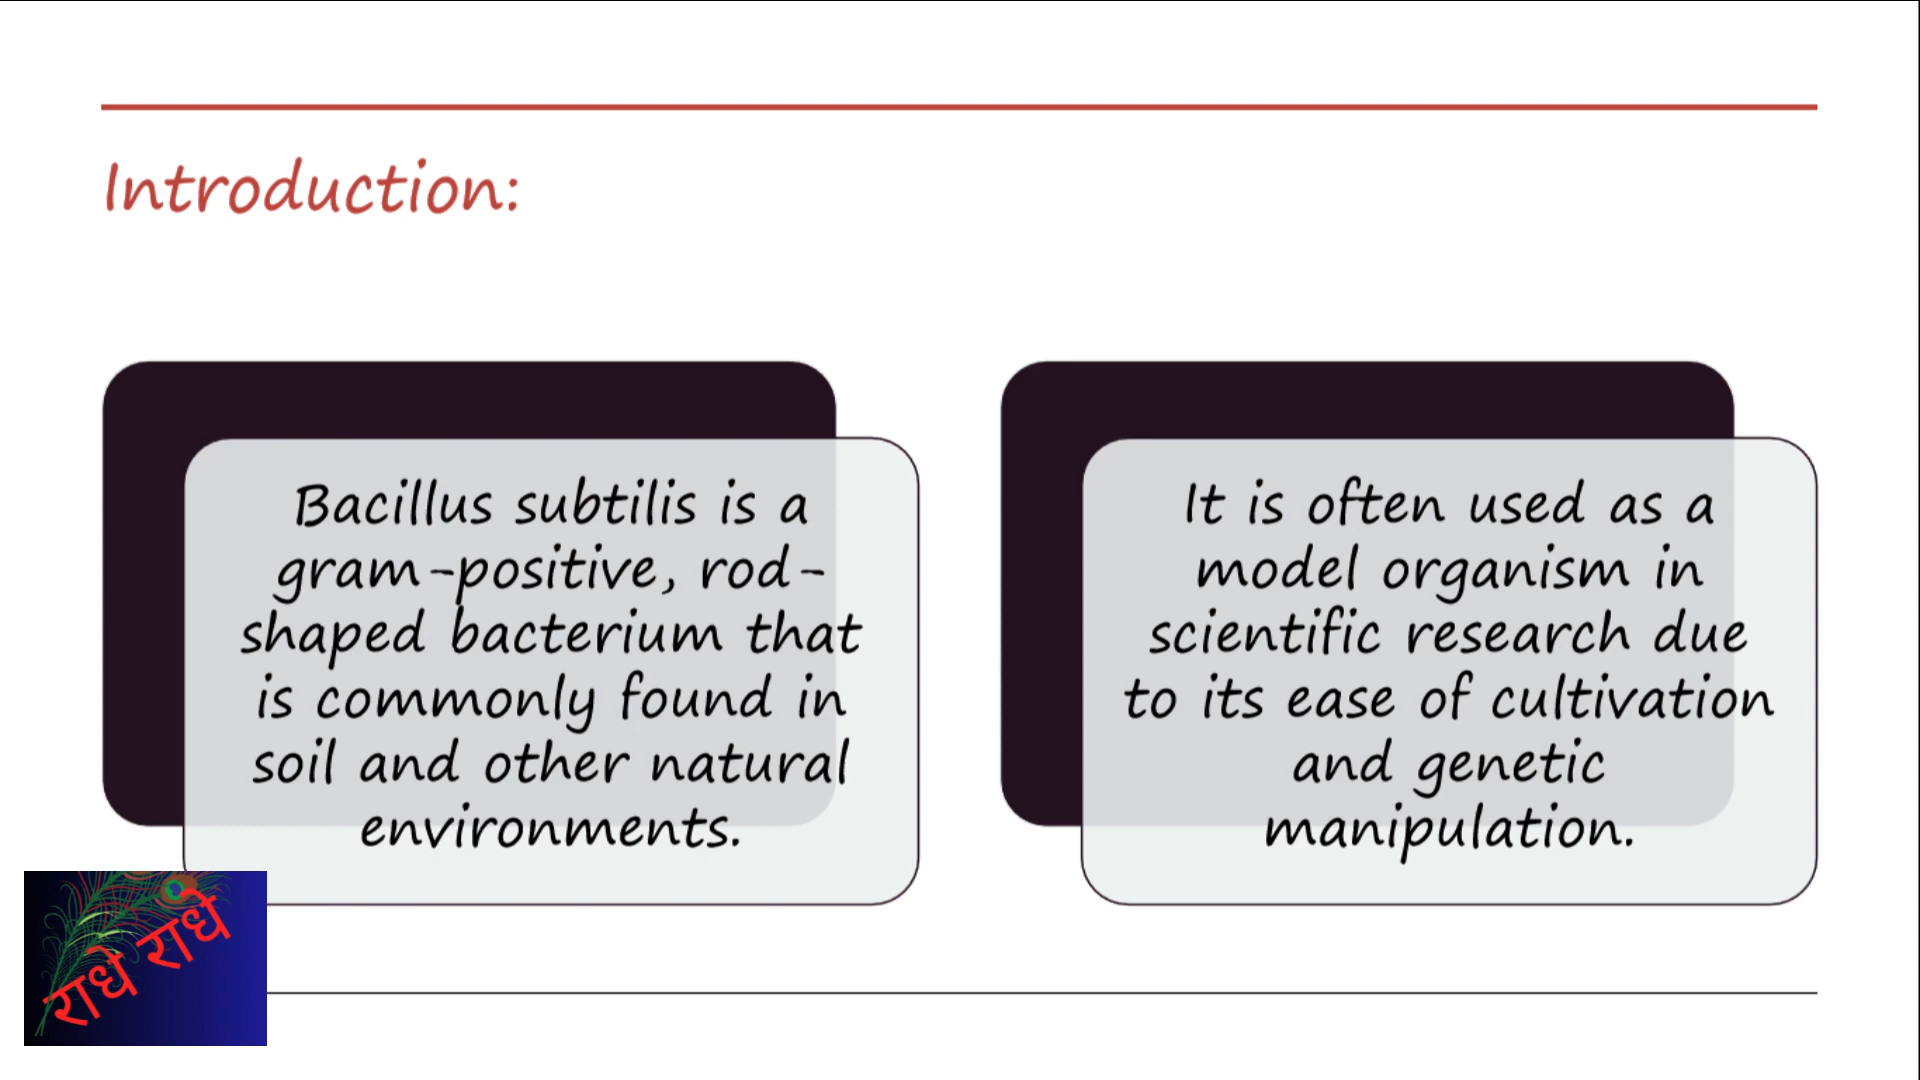 Introduction:
Bacillus subtilis is a
gram-positive, rod-
shaped bacterium that
is commonly found in
soil and other natural
environments.
It is often used as a
model organism in
scientific research due
to its ease of cultivation
and genetic
manipulation.
राधे राधे